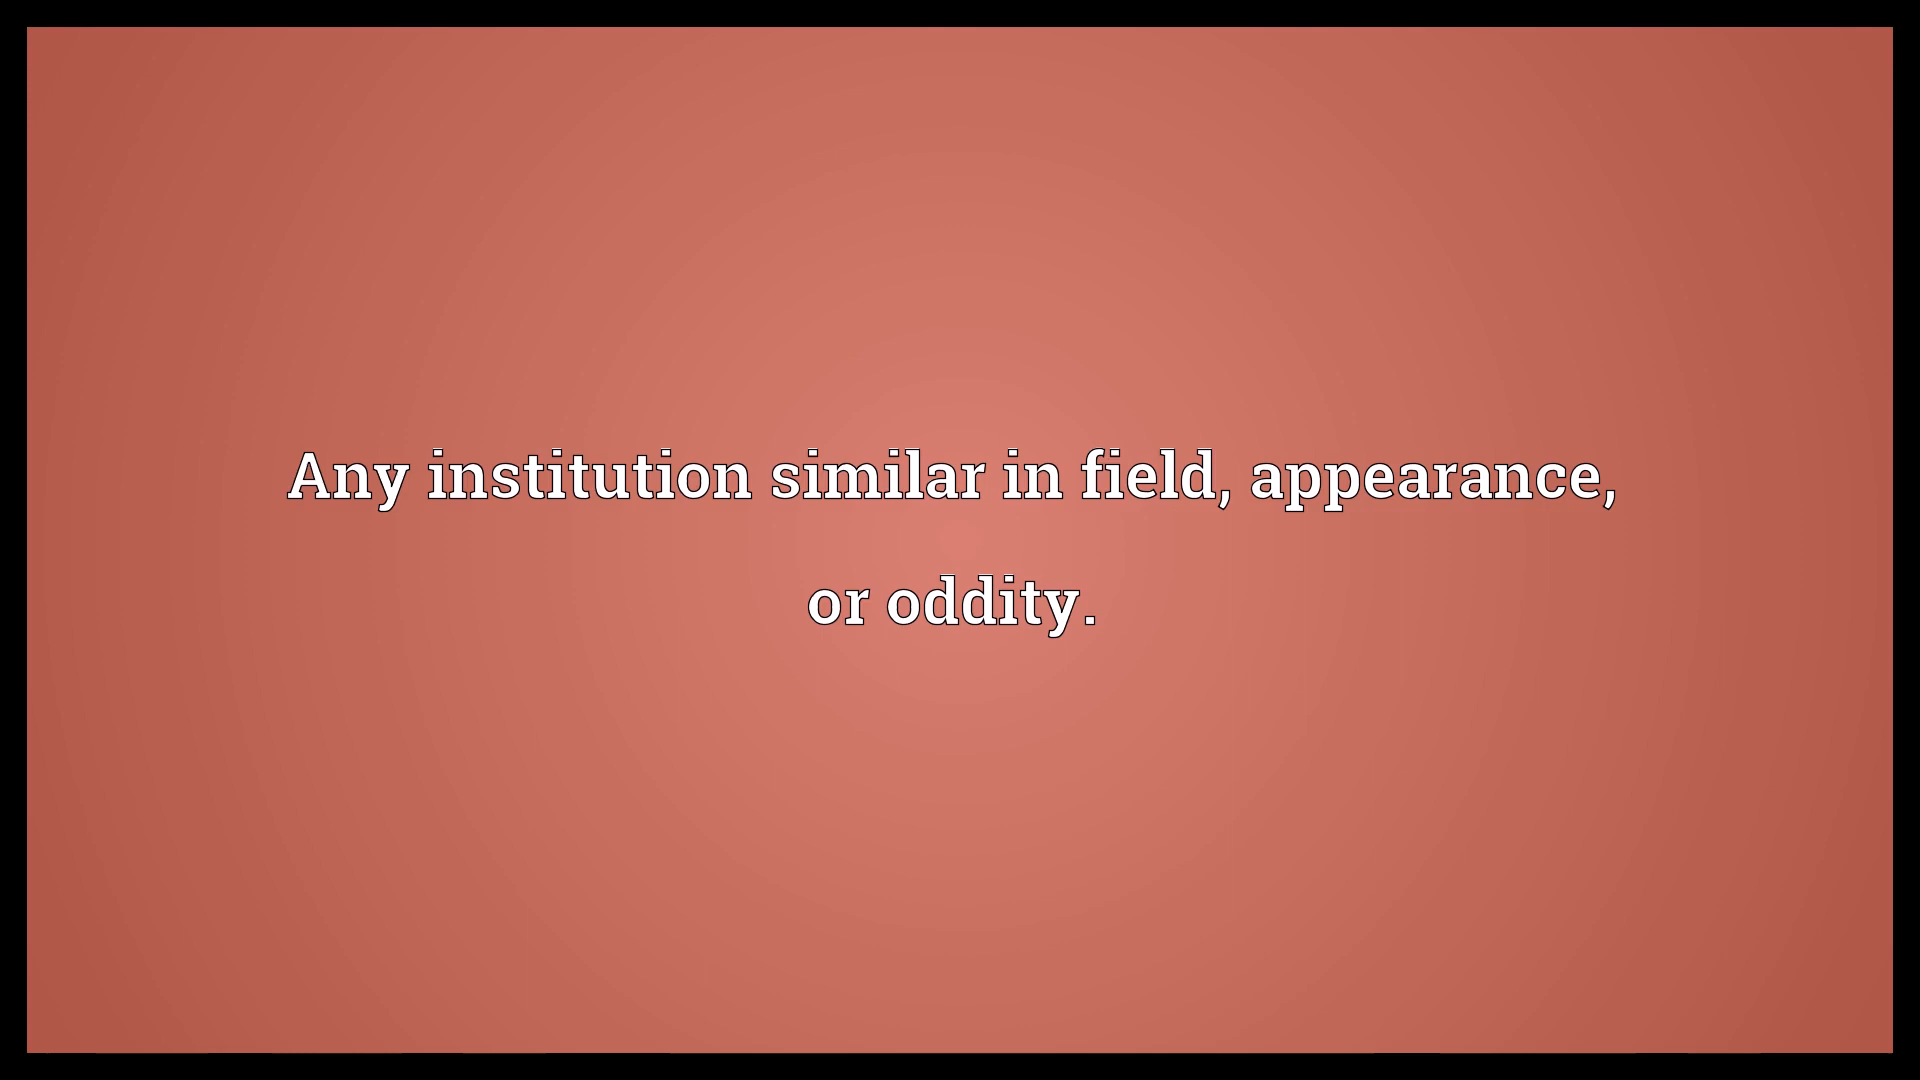 Any institution similar in field, appearance,
or oddity.